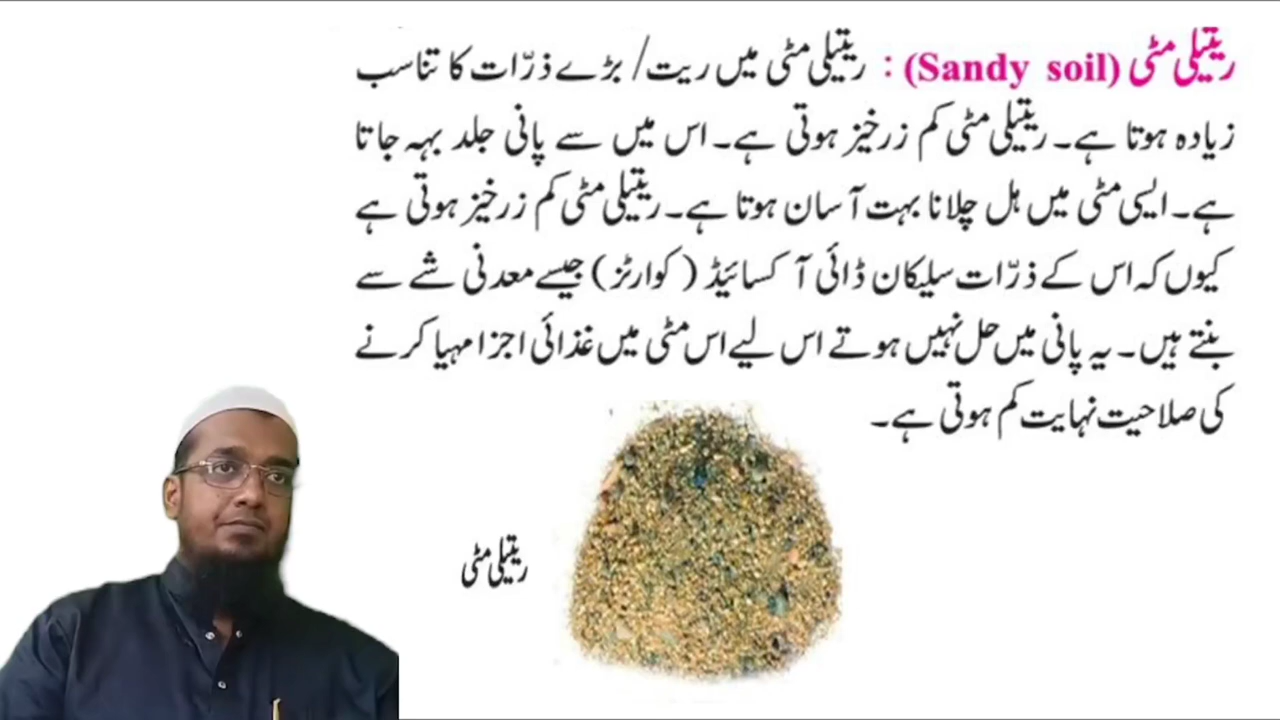 ریتیلی مٹی (Sandy soil) : ریتیلی مٹی میں ریت/ بڑے ذرّات کا تناسب
زیادہ ہوتا ہے۔ ریتیلی مٹی کم زرخیز ہوتی ہے۔ اس میں سے پانی جلد بہہ جاتا
ہے۔ ایسی مٹی میں ہل چلانا بہت آسان ہوتا ہے۔ ریتیلی مٹی کم زرخیز ہوتی ہے
کیوں کہ اس کے ذرّات سلیکان ڈائی آکسائیڈ (کوارٹز) جیسے معدنی شے سے
بنتے ہیں۔ یہ پانی میں حل نہیں ہوتے اس لیے اس مٹی میں غذائی اجزا مہیا کرنے
کی صلاحیت نہایت کم ہوتی ہے۔
ریتیلی مٹی